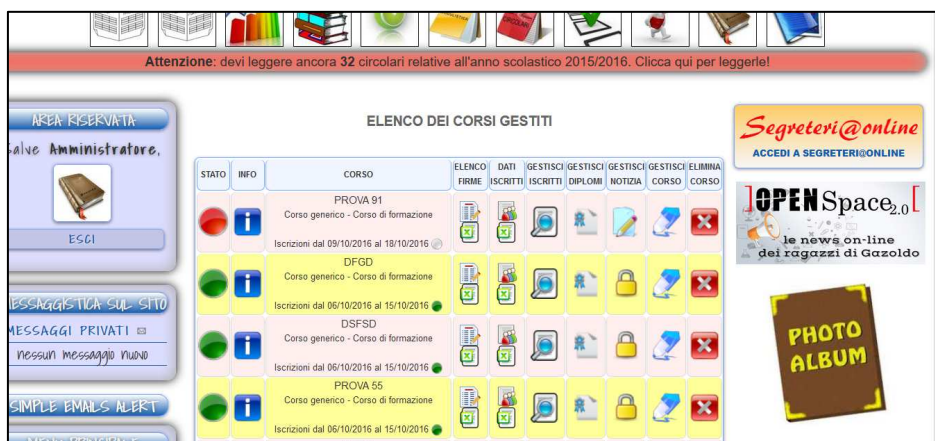 CIRCOLARI
Attenzione: devi leggere ancora 32 circolari relative all'anno scolastico 2015/2016. Clicca qui per leggerle!
AREA RISERVATA
Salve Amministratore,
ESCI
MESSAGGISTICA SUL SITO
MESSAGGI PRIVATI
nessun messaggio nuovo
SIMPLE EMAILS ALERT
MENU PRINCIPALE
ELENCO DEI CORSI GESTITI
STATO INFO CORSO ELENCO FIRME DATI ISCRITTI GESTISCI ISCRITTI GESTISCI DIPLOMI GESTISCI NOTIZIA GESTISCI CORSO ELIMINA CORSO
PROVA 91
Corso generico - Corso di formazione
Iscrizioni dal 09/10/2016 al 18/10/2016
DFGD
Corso generico - Corso di formazione
Iscrizioni dal 06/10/2016 al 15/10/2016
DSFSD
Corso generico - Corso di formazione
Iscrizioni dal 06/10/2016 al 15/10/2016
PROVA 55
Corso generico - Corso di formazione
Iscrizioni dal 06/10/2016 al 15/10/2016
Segreteri@online
ACCEDI A SEGRETERI@ONLINE
]OPEN Space2.0[
le news on-line
dei ragazzi di Gazoldo
PHOTO
ALBUM